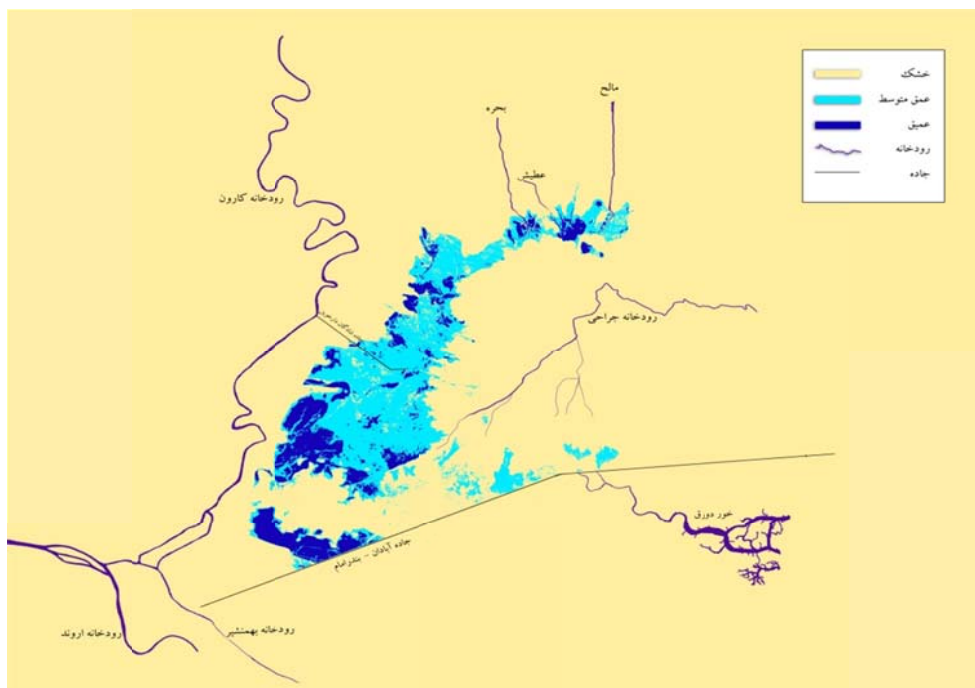 خشک
عمق متوسط
عمیق
رودخانه
جاده
مالح
بحره
عطیش
رودخانه کارون
رودخانه جراحی
خور دورق
جاده آبادان - بندرامام
رودخانه بهمنشیر
رودخانه اروند